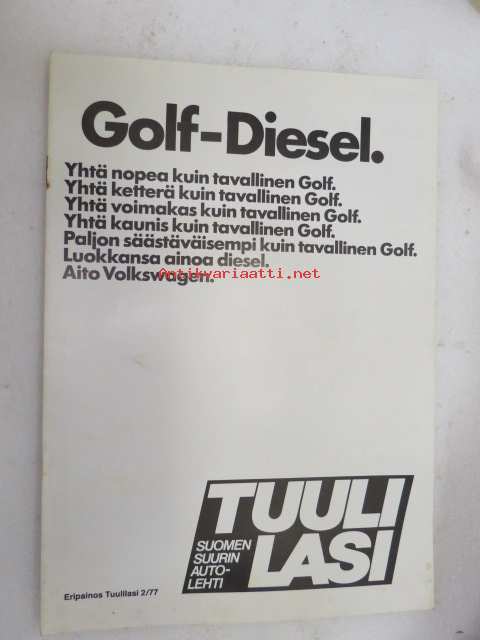 Golf-Diesel.
Yhtä nopea kuin tavallinen Golf.
Yhtä ketterä kuin tavallinen Golf.
Yhtä voimakas kuin tavallinen Golf.
Yhtä kaunis kuin tavallinen Golf.
Paljon säästäväisempi kuin tavallinen Golf.
Luokkansa ainoa diesel.
Aito Volkswagen.
Antikvariaatti.net
TUULI
LASI
SUOMEN
SUURIN
AUTO-
LEHTI
Eripainos Tuulilasi 2/77